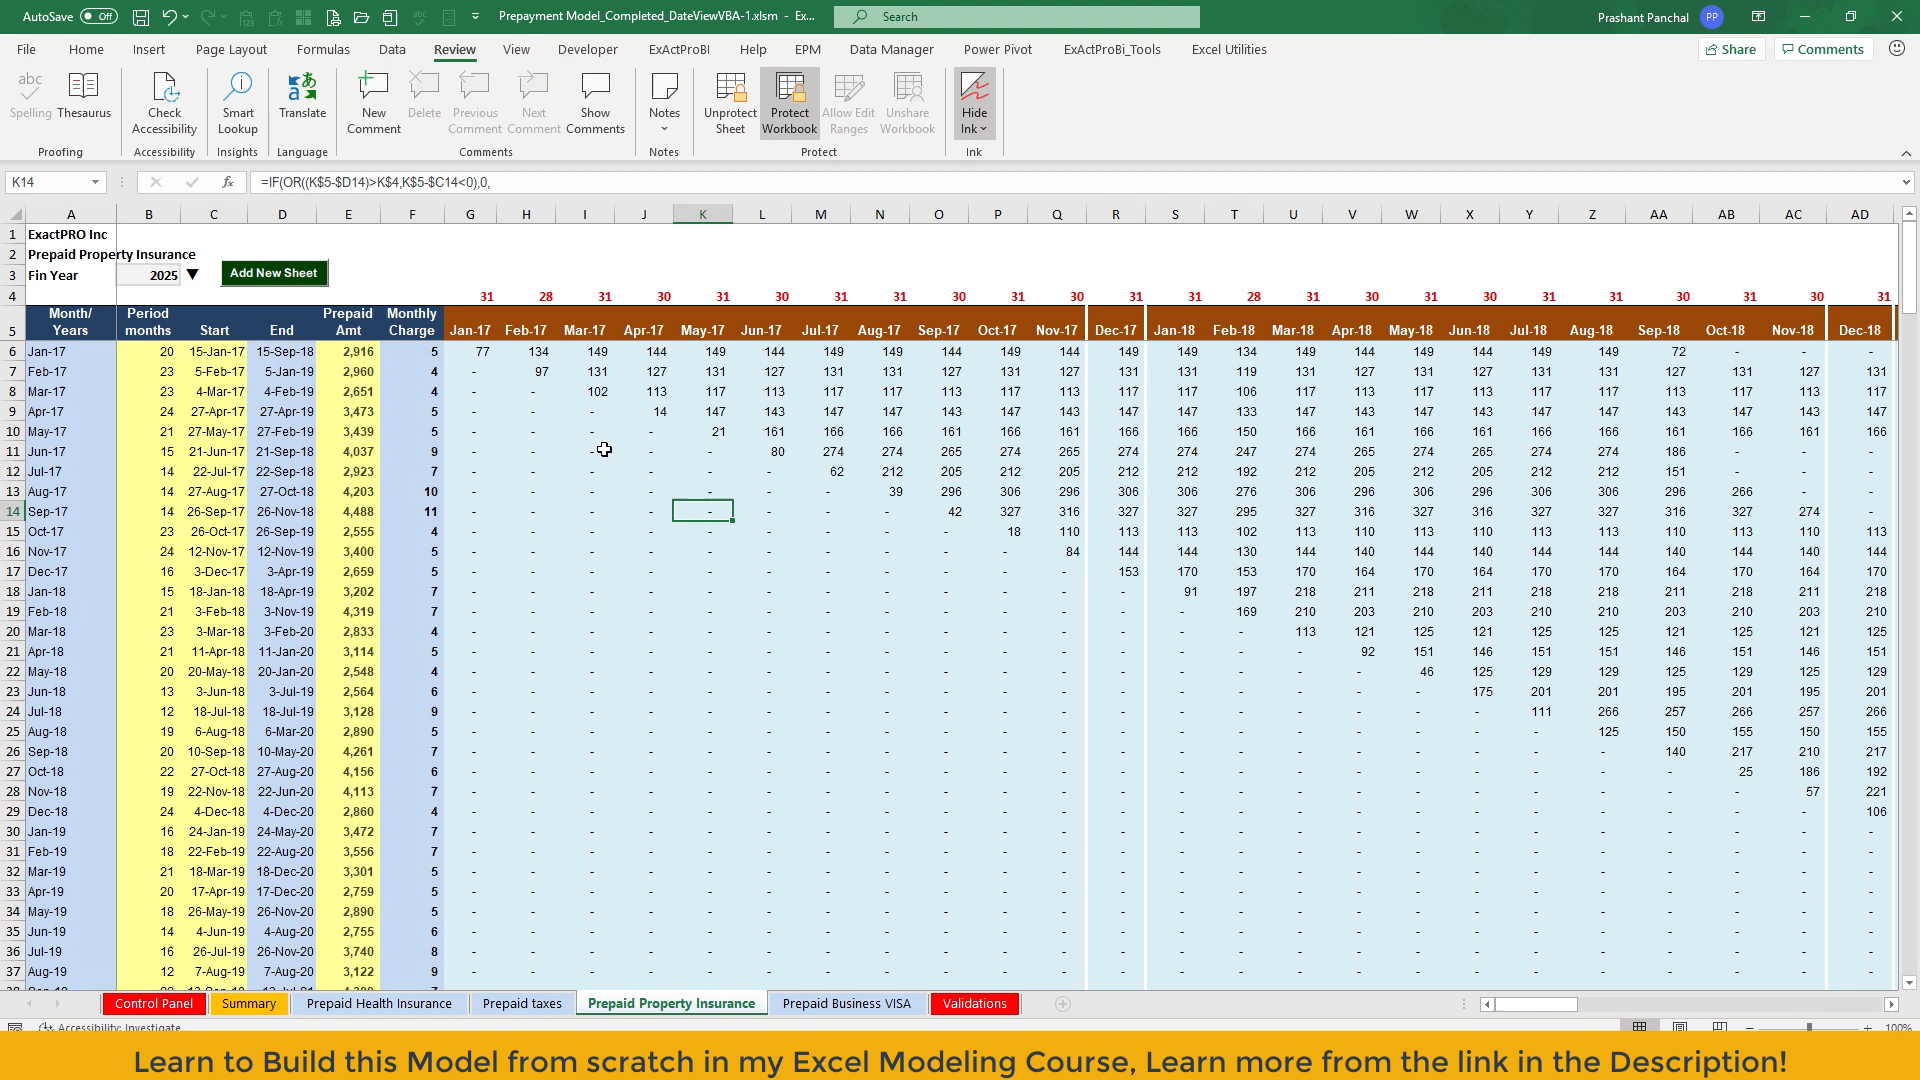 AutoSave Off Prepayment Model_Completed_DateViewVBA-1.xlsm - Ex... Search Prashant Panchal PP
File Home Insert Page Layout Formulas Data Review View Developer ExActProBI Help EPM Data Manager Power Pivot ExActProBi_Tools Excel Utilities Share Comments
Spelling Thesaurus Check Accessibility Smart Lookup Translate New Comment Delete Previous Comment Next Comment Show Comments Notes Unprotect Sheet Protect Workbook Allow Edit Ranges Unshare Workbook Hide Ink
Proofing Accessibility Insights Language Comments Notes Protect Ink
K14 fx =IF(OR((K$5-$D14)>K$4,K$5-$C14<0),0,
A B C D E F G H I J K L M N O P Q R S T U V W X Y Z AA AB AC AD
1 ExactPRO Inc
2 Prepaid Property Insurance
3 Fin Year 2025 ▼ Add New Sheet
4 31 28 31 30 31 30 31 31 30 31 30 31 31 28 31 30 31 30 31 31 30 31 30 31
5 Month/ Years Period months Start End Prepaid Amt Monthly Charge Jan-17 Feb-17 Mar-17 Apr-17 May-17 Jun-17 Jul-17 Aug-17 Sep-17 Oct-17 Nov-17 Dec-17 Jan-18 Feb-18 Mar-18 Apr-18 May-18 Jun-18 Jul-18 Aug-18 Sep-18 Oct-18 Nov-18 Dec-18
6 Jan-17 20 15-Jan-17 15-Sep-18 2,916 5 77 134 149 144 149 144 149 149 144 149 144 149 149 134 149 144 149 144 149 149 72 - - -
7 Feb-17 23 5-Feb-17 5-Jan-19 2,960 4 - 97 131 127 131 127 131 131 127 131 127 131 131 119 131 127 131 127 131 131 127 131 127 131
8 Mar-17 23 4-Mar-17 4-Feb-19 2,651 4 - - 102 113 117 113 117 117 113 117 113 117 117 106 117 113 117 113 117 117 113 117 113 117
9 Apr-17 24 27-Apr-17 27-Apr-19 3,473 5 - - - 14 147 143 147 147 143 147 143 147 147 133 147 143 147 143 147 147 143 147 143 147
10 May-17 21 27-May-17 27-Feb-19 3,439 5 - - - - 21 161 166 166 161 166 161 166 166 150 166 161 166 161 166 166 161 166 161 166
11 Jun-17 15 21-Jun-17 21-Sep-18 4,037 9 - - - - - 80 274 274 265 274 265 274 274 247 274 265 274 265 274 274 186 - - -
12 Jul-17 14 22-Jul-17 22-Sep-18 2,923 7 - - - - - - 62 212 205 212 205 212 212 192 212 205 212 205 212 212 151 - - -
13 Aug-17 14 27-Aug-17 27-Oct-18 4,203 10 - - - - - - - 39 296 306 296 306 306 276 306 296 306 296 306 306 296 266 - -
14 Sep-17 14 26-Sep-17 26-Nov-18 4,488 11 - - - - - - - - 42 327 316 327 327 295 327 316 327 316 327 327 316 327 274 -
15 Oct-17 23 26-Oct-17 26-Sep-19 2,555 4 - - - - - - - - - 18 110 113 113 102 113 110 113 110 113 113 110 113 110 113
16 Nov-17 24 12-Nov-17 12-Nov-19 3,400 5 - - - - - - - - - - 84 144 144 130 144 140 144 140 144 144 140 144 140 144
17 Dec-17 16 3-Dec-17 3-Apr-19 2,659 5 - - - - - - - - - - - 153 170 153 170 164 170 164 170 170 164 170 164 170
18 Jan-18 15 18-Jan-18 18-Apr-19 3,202 7 - - - - - - - - - - - - 91 197 218 211 218 211 218 218 211 218 211 218
19 Feb-18 21 3-Feb-18 3-Nov-19 4,319 7 - - - - - - - - - - - - - 169 210 203 210 203 210 210 203 210 203 210
20 Mar-18 23 3-Mar-18 3-Feb-20 2,833 4 - - - - - - - - - - - - - - 113 121 125 121 125 125 121 125 121 125
21 Apr-18 21 11-Apr-18 11-Jan-20 3,114 5 - - - - - - - - - - - - - - - 92 151 146 151 151 146 151 146 151
22 May-18 20 20-May-18 20-Jan-20 2,548 4 - - - - - - - - - - - - - - - - 46 125 129 129 125 129 125 129
23 Jun-18 13 3-Jun-18 3-Jul-19 2,564 6 - - - - - - - - - - - - - - - - - 175 201 201 195 201 195 201
24 Jul-18 12 18-Jul-18 18-Jul-19 3,128 9 - - - - - - - - - - - - - - - - - - 111 266 257 266 257 266
25 Aug-18 19 6-Aug-18 6-Mar-20 2,890 5 - - - - - - - - - - - - - - - - - - - 125 150 155 150 155
26 Sep-18 20 10-Sep-18 10-May-20 4,261 7 - - - - - - - - - - - - - - - - - - - - 140 217 210 217
27 Oct-18 22 27-Oct-18 27-Aug-20 4,156 6 - - - - - - - - - - - - - - - - - - - - - 25 186 192
28 Nov-18 19 22-Nov-18 22-Jun-20 4,113 7 - - - - - - - - - - - - - - - - - - - - - - 57 221
29 Dec-18 24 4-Dec-18 4-Dec-20 2,860 4 - - - - - - - - - - - - - - - - - - - - - - - 106
30 Jan-19 16 24-Jan-19 24-May-20 3,472 7 - - - - - - - - - - - - - - - - - - - - - - - -
31 Feb-19 18 22-Feb-19 22-Aug-20 3,556 7 - - - - - - - - - - - - - - - - - - - - - - - -
32 Mar-19 21 18-Mar-19 18-Dec-20 3,301 5 - - - - - - - - - - - - - - - - - - - - - - - -
33 Apr-19 20 17-Apr-19 17-Dec-20 2,759 5 - - - - - - - - - - - - - - - - - - - - - - - -
34 May-19 18 26-May-19 26-Nov-20 2,890 5 - - - - - - - - - - - - - - - - - - - - - - - -
35 Jun-19 14 4-Jun-19 4-Aug-20 2,755 6 - - - - - - - - - - - - - - - - - - - - - - - -
36 Jul-19 16 26-Jul-19 26-Nov-20 3,740 8 - - - - - - - - - - - - - - - - - - - - - - - -
37 Aug-19 12 7-Aug-19 7-Aug-20 3,122 9 - - - - - - - - - - - - - - - - - - - - - - - -
Control Panel Summary Prepaid Health Insurance Prepaid taxes Prepaid Property Insurance Prepaid Business VISA Validations
Accessibility: Investigate 100%
Learn to Build this Model from scratch in my Excel Modeling Course, Learn more from the link in the Description!